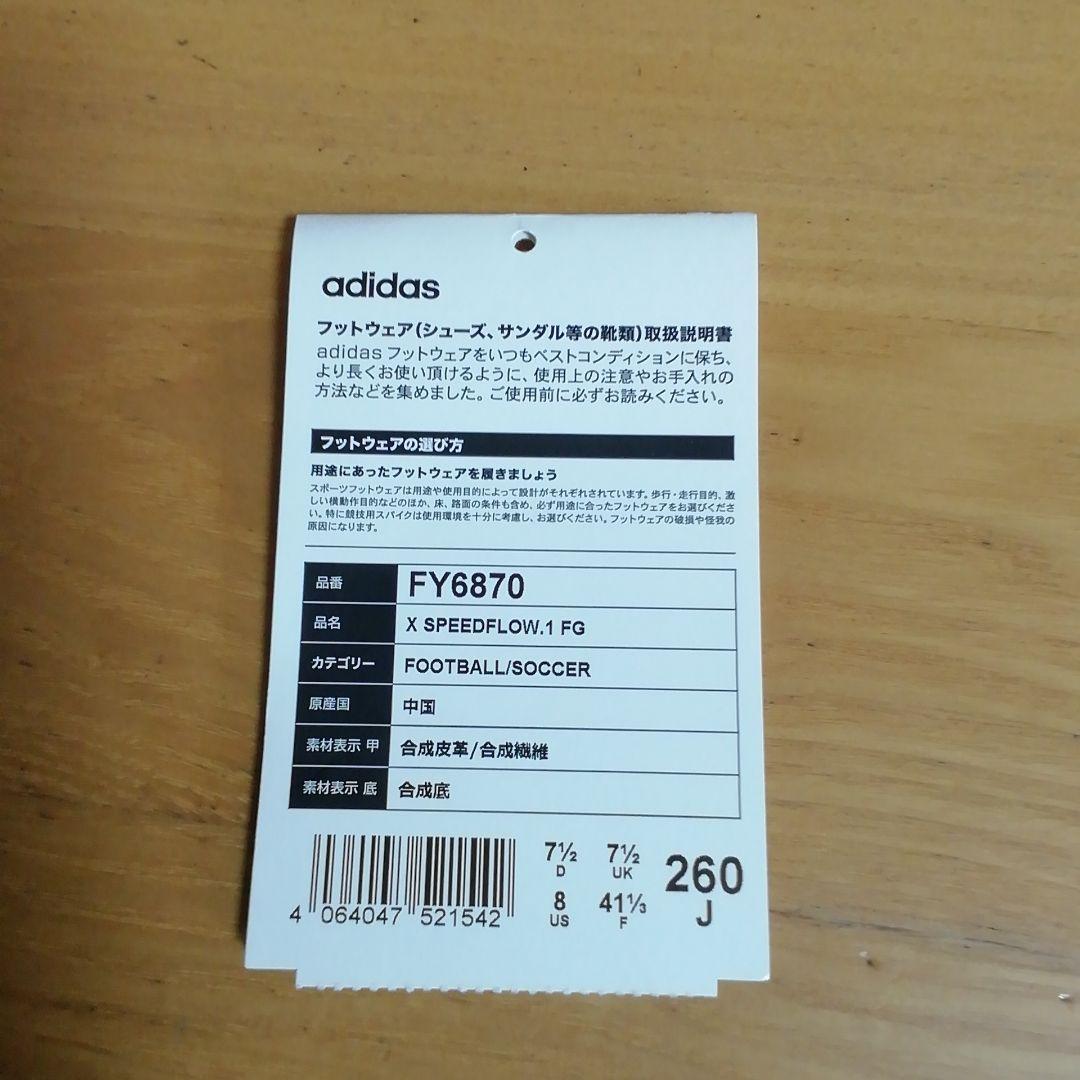 adidas
フットウェア(シューズ、サンダル等の靴類)取扱説明書
adidas フットウェアをいつもベストコンディションに保ち、
より長くお使い頂けるように、使用上の注意やお手入れの
方法などを集めました。ご使用前に必ずお読みください。
フットウェアの選び方
用途にあったフットウェアを履きましょう
スポーツフットウェアは用途や使用目的によって設計がそれぞれされています。歩行・走行目的、激
しい横動作目的などのほか、床、路面の条件も含め、必ず用途に合ったフットウェアをお選びくださ
い。特に競技用スパイクは使用環境を十分に考慮し、お選びください。フットウェアの破損や怪我の
原因になります。
品番 FY6870
品名 X SPEEDFLOW.1 FG
カテゴリー FOOTBALL/SOCCER
原産国 中国
素材表示 甲 合成皮革/合成繊維
素材表示 底 合成底
7½ 7½ 260
D UK
8 41⅓ J
US F
4 064047 521542